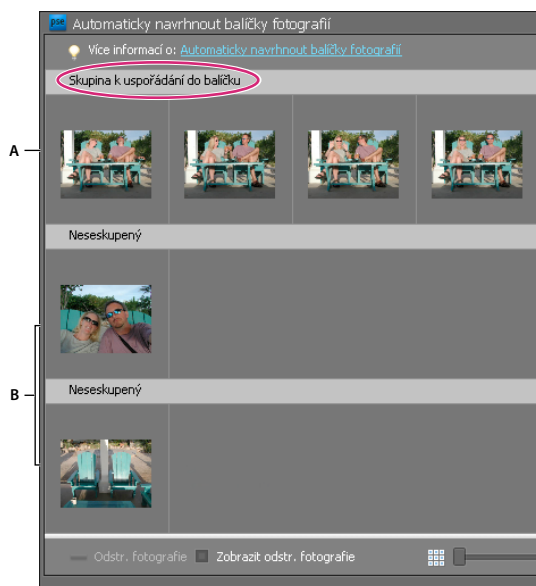 pse Automaticky navrhnout balíčky fotografií
Více informací o: Automaticky navrhnout balíčky fotografií
Skupina k uspořádání do balíčku
A
Neseskupený
B
Neseskupený
Odstr. fotografie Zobrazit odstr. fotografie